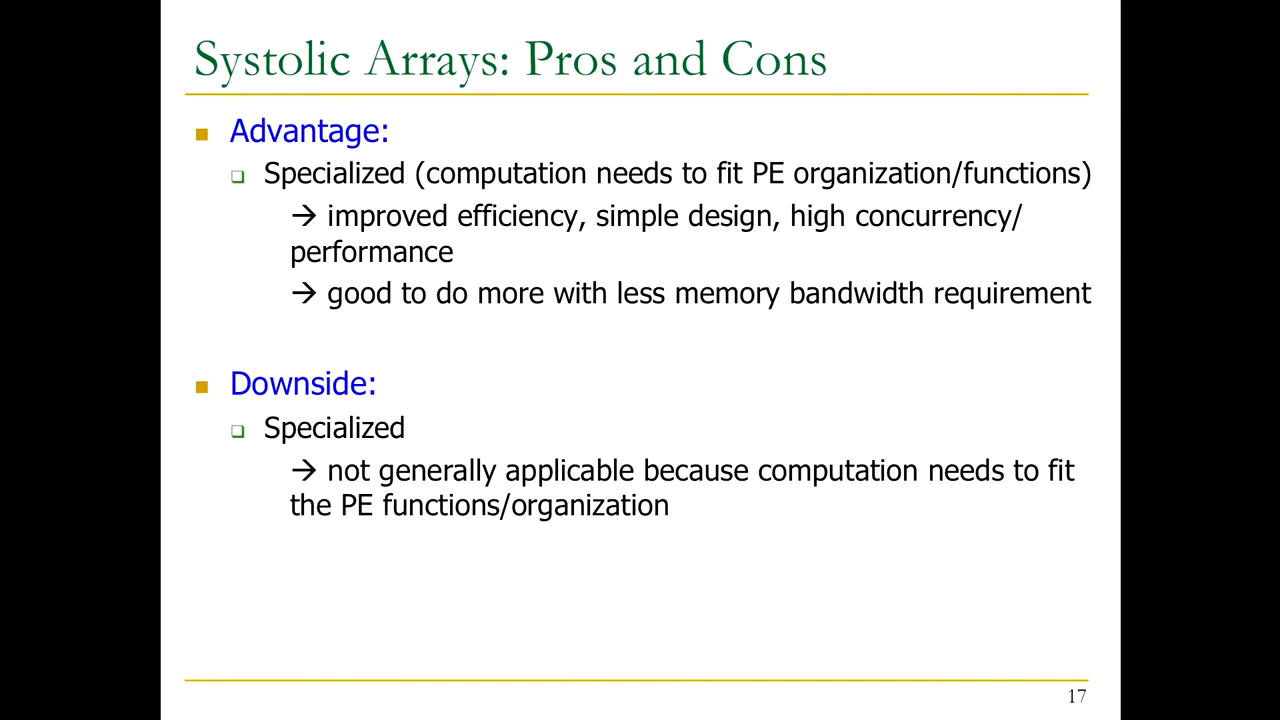 Systolic Arrays: Pros and Cons
Advantage:
Specialized (computation needs to fit PE organization/functions)
→ improved efficiency, simple design, high concurrency/
performance
→ good to do more with less memory bandwidth requirement
Downside:
Specialized
→ not generally applicable because computation needs to fit
the PE functions/organization
17